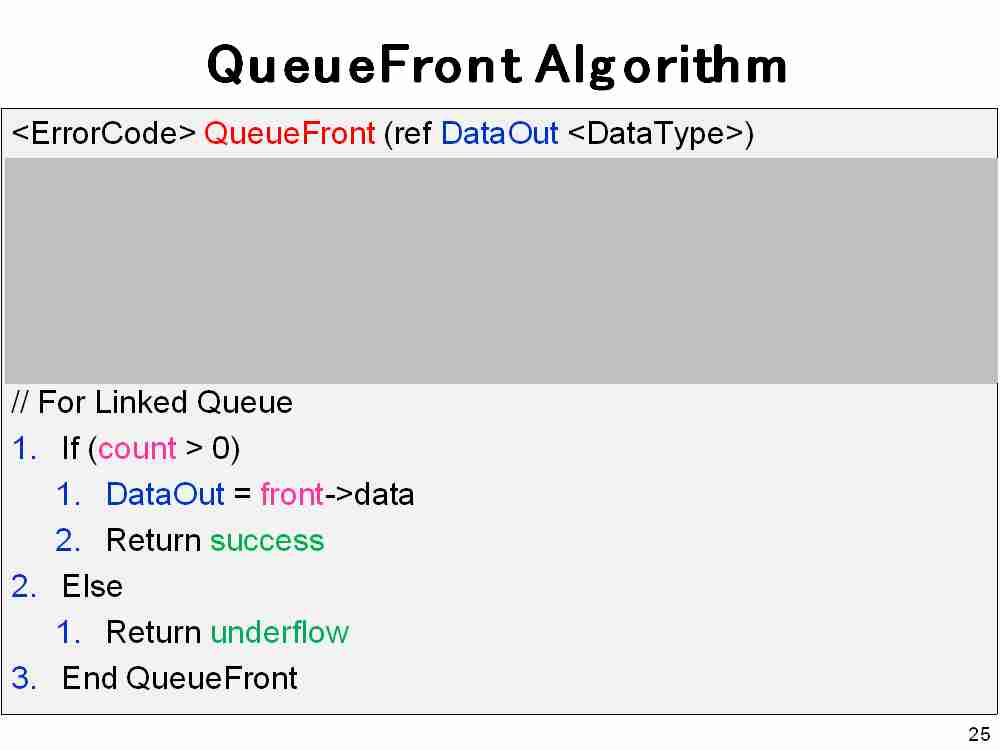 QueueFront Algorithm
<ErrorCode> QueueFront (ref DataOut <DataType>)
// For Linked Queue
1. If (count > 0)
1. DataOut = front->data
2. Return success
2. Else
1. Return underflow
3. End QueueFront
25